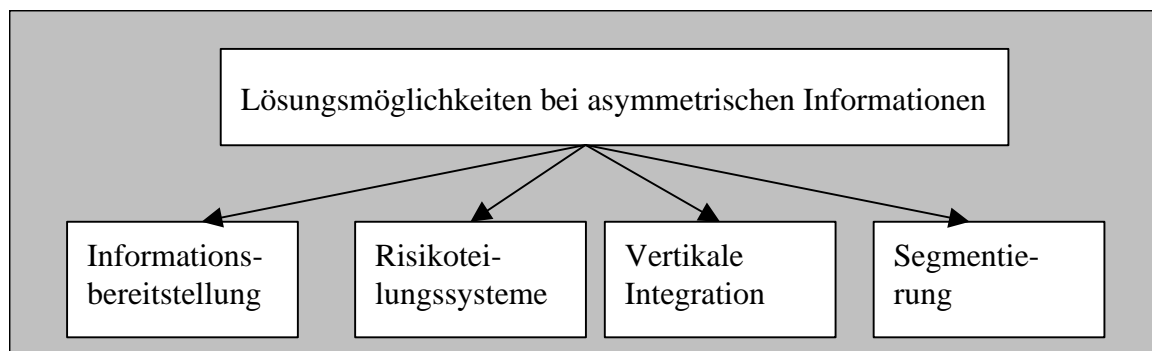 Lösungsmöglichkeiten bei asymmetrischen Informationen
Informations-
bereitstellung
Risikotei-
lungssysteme
Vertikale
Integration
Segmentie-
rung